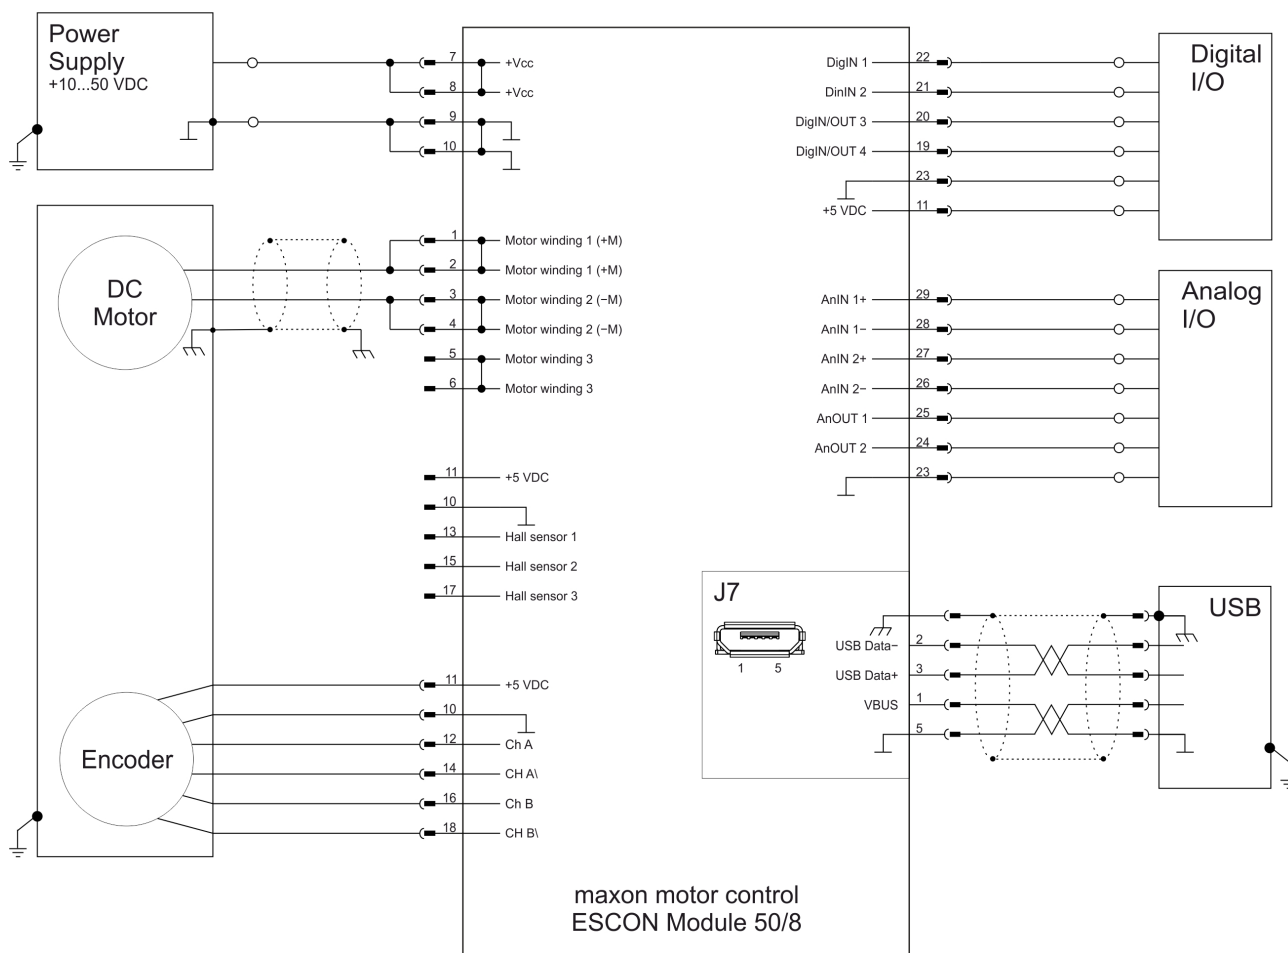 Power
Supply
+10...50 VDC
7
+Vcc
8
+Vcc
9
10
DC
Motor
1
Motor winding 1 (+M)
2
Motor winding 1 (+M)
3
Motor winding 2 (−M)
4
Motor winding 2 (−M)
5
Motor winding 3
6
Motor winding 3
11
+5 VDC
10
13
Hall sensor 1
15
Hall sensor 2
17
Hall sensor 3
Encoder
11
+5 VDC
10
12
Ch A
14
CH A\
16
Ch B
18
CH B\
DigIN 1
22
DinIN 2
21
DigIN/OUT 3
20
DigIN/OUT 4
19
23
+5 VDC
11
Digital
I/O
AnIN 1+
29
AnIN 1−
28
AnIN 2+
27
AnIN 2−
26
AnOUT 1
25
AnOUT 2
24
23
Analog
I/O
J7
1 5
USB Data−
2
USB Data+
3
VBUS
1
5
USB
maxon motor control
ESCON Module 50/8